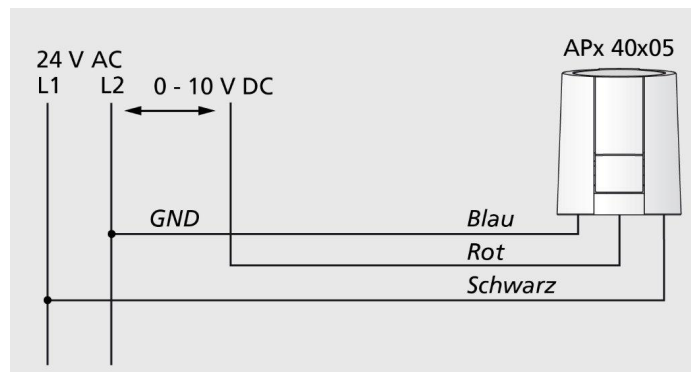 APx 40x05
24 V AC
L1 L2 0 - 10 V DC
GND Blau
Rot
Schwarz